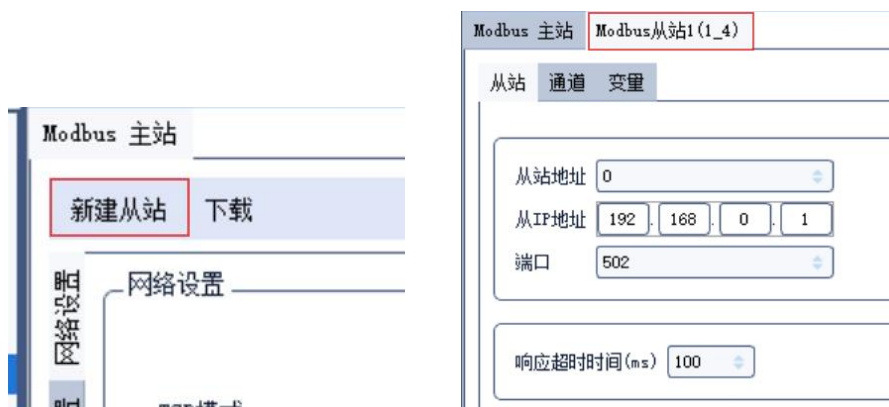 Modbus 主站
新建从站 下载
网络设置
网络设置
Modbus 主站 Modbus从站1(1_4)
从站 通道 变量
从站地址 0
从IP地址 192 . 168 . 0 . 1
端口 502
响应超时时间(ms) 100